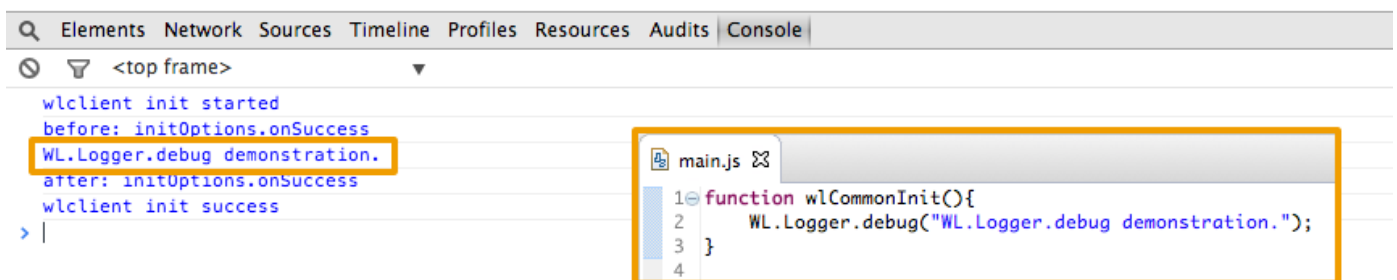 Elements Network Sources Timeline Profiles Resources Audits Console
<top frame>
wlclient init started
before: initOptions.onSuccess
WL.Logger.debug demonstration.
after: initOptions.onSuccess
wlclient init success
>
main.js
1 function wlCommonInit(){
2 WL.Logger.debug("WL.Logger.debug demonstration.");
3 }
4